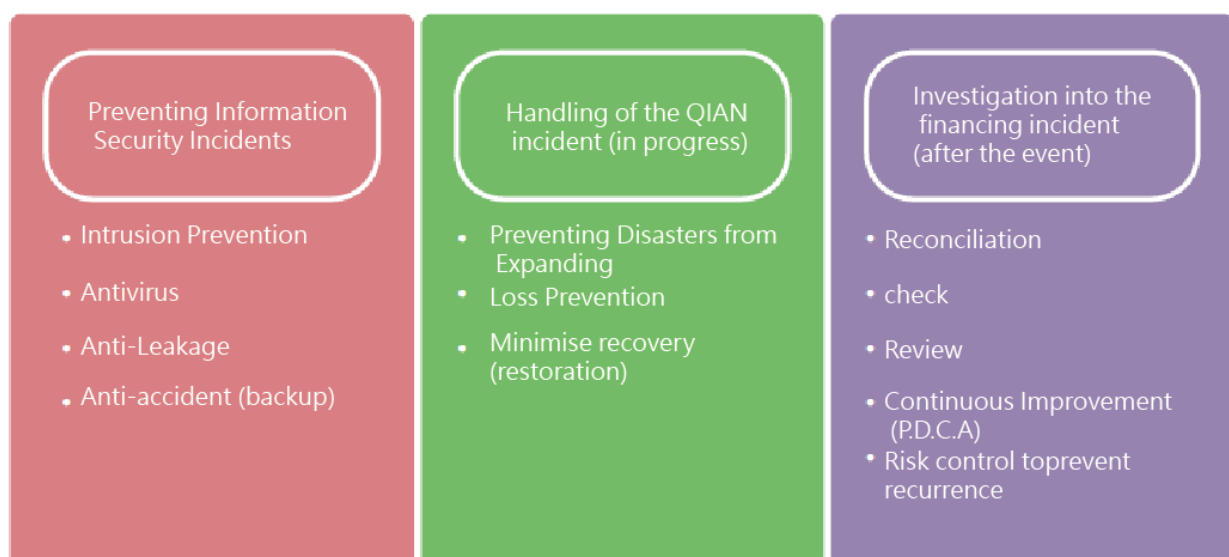 Preventing Information
Security Incidents
• Intrusion Prevention
• Antivirus
• Anti-Leakage
• Anti-accident (backup)
Handling of the QIAN
incident (in progress)
• Preventing Disasters from
Expanding
• Loss Prevention
• Minimise recovery
(restoration)
Investigation into the
financing incident
(after the event)
• Reconciliation
• check
• Review
• Continuous Improvement
(P.D.C.A)
• Risk control toprevent
recurrence